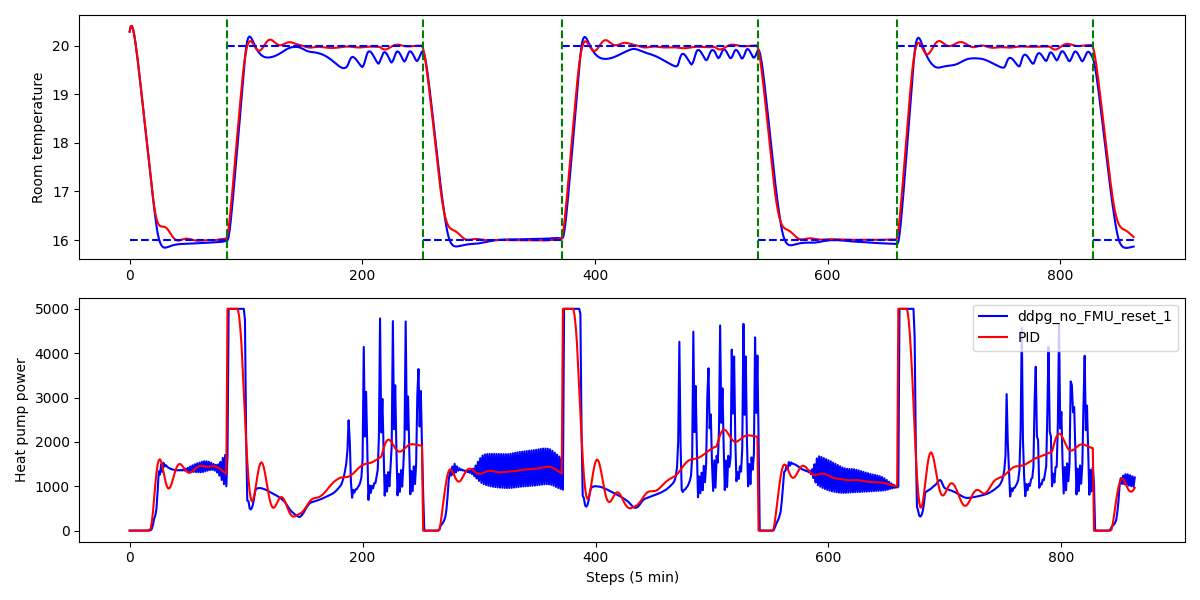 20
19
18
17
16
Room temperature
0 200 400 600 800
5000
4000
3000
2000
1000
0
Heat pump power
ddpg_no_FMU_reset_1
PID
0 200 400 600 800
Steps (5 min)